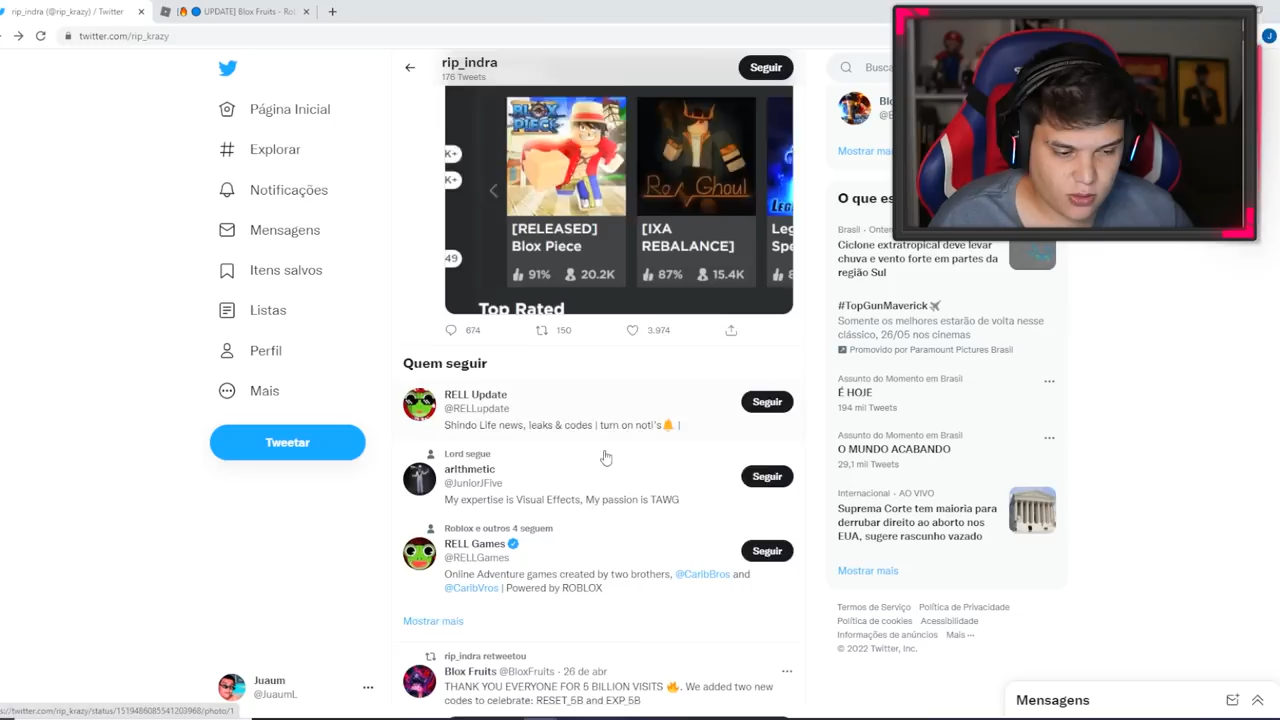 rip_indra (@rip_krazy) / Twitter
[🔥 🔵 UPDATE] Blox Fruits - Ro
twitter.com/rip_krazy
rip_indra
176 Tweets
Seguir
Página Inicial
Explorar
Notificações
Mensagens
Itens salvos
Listas
Perfil
Mais
Tweetar
Juaum
@JuaumL
K+
K+
49
BLOX
PIECE
Ro Ghoul
[RELEASED]
Blox Piece
91% 20.2K
[IXA
REBALANCE]
87% 15.4K
Leg
Spe
8
Top Rated
674 150 3.974
Quem seguir
RELL Update
@RELLupdate
Shindo Life news, leaks & codes | turn on noti's🔔 |
Seguir
Lord segue
arlthmetic
@JuniorJFive
My expertise is Visual Effects, My passion is TAWG
Seguir
Roblox e outros 4 seguem
RELL Games
@RELLGames
Online Adventure games created by two brothers, @CaribBros and
@CaribVros | Powered by ROBLOX
Seguir
Mostrar mais
rip_indra retweetou
Blox Fruits @BloxFruits · 26 de abr
THANK YOU EVERYONE FOR 5 BILLION VISITS 🔥. We added two new
codes to celebrate: RESET_5B and EXP_5B
Busca
Blo
@B
Mostrar mai
O que es
Brasil · Onten
Ciclone extratropical deve levar
chuva e vento forte em partes da
região Sul
#TopGunMaverick
Somente os melhores estarão de volta nesse
clássico, 26/05 nos cinemas
Promovido por Paramount Pictures Brasil
Assunto do Momento em Brasil
É HOJE
194 mil Tweets
Assunto do Momento em Brasil
O MUNDO ACABANDO
29,1 mil Tweets
Internacional · AO VIVO
Suprema Corte tem maioria para
derrubar direito ao aborto nos
EUA, sugere rascunho vazado
Mostrar mais
Termos de Serviço Política de Privacidade
Política de cookies Acessibilidade
Informações de anúncios Mais ···
© 2022 Twitter, Inc.
Mensagens
s://twitter.com/rip_krazy/status/1519486085541203968/photo/1
J